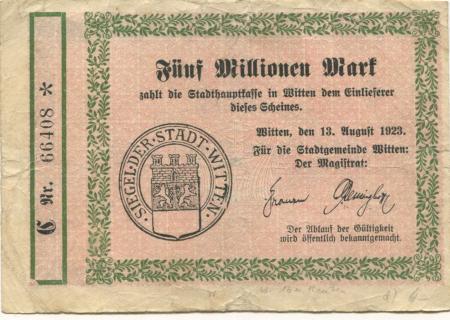 Fünf Millionen Mark
zahlt die Stadthauptkasse in Witten dem Einlieferer
dieses Scheines.
Witten, den 13. August 1923.
Für die Stadtgemeinde Witten:
Der Magistrat:
Der Ablauf der Gültigkeit
wird öffentlich bekanntgemacht.
SIEGEL·DER·STADT·WITTEN·
C Nr. 66408 *